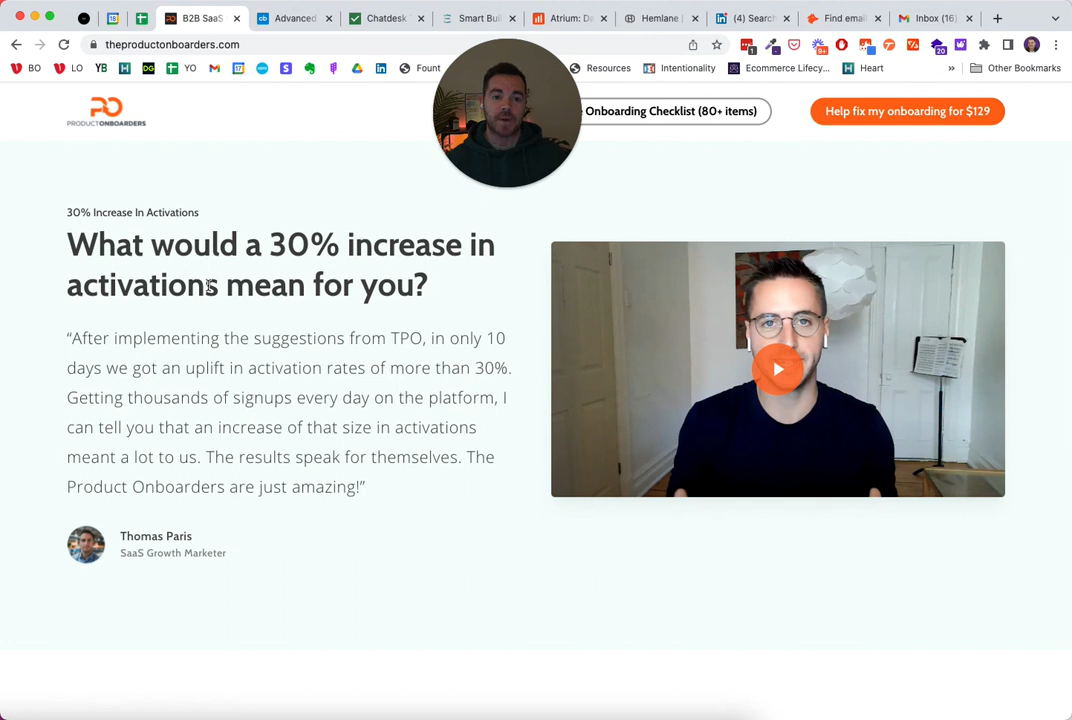 B2B SaaS
Advanced
Chatdesk
Smart Bui
Atrium: D
Hemlane |
(4) Search
Find emai
Inbox (16)
theproductonboarders.com
BO
LO
YB
DG
YO
Fount
Resources
Intentionality
Ecommerce Lifecy...
Heart
»
Other Bookmarks
PRODUCTONBOARDERS
Onboarding Checklist (80+ items)
Help fix my onboarding for $129
30% Increase In Activations
What would a 30% increase in
activations mean for you?
“After implementing the suggestions from TPO, in only 10
days we got an uplift in activation rates of more than 30%.
Getting thousands of signups every day on the platform, I
can tell you that an increase of that size in activations
meant a lot to us. The results speak for themselves. The
Product Onboarders are just amazing!”
Thomas Paris
SaaS Growth Marketer